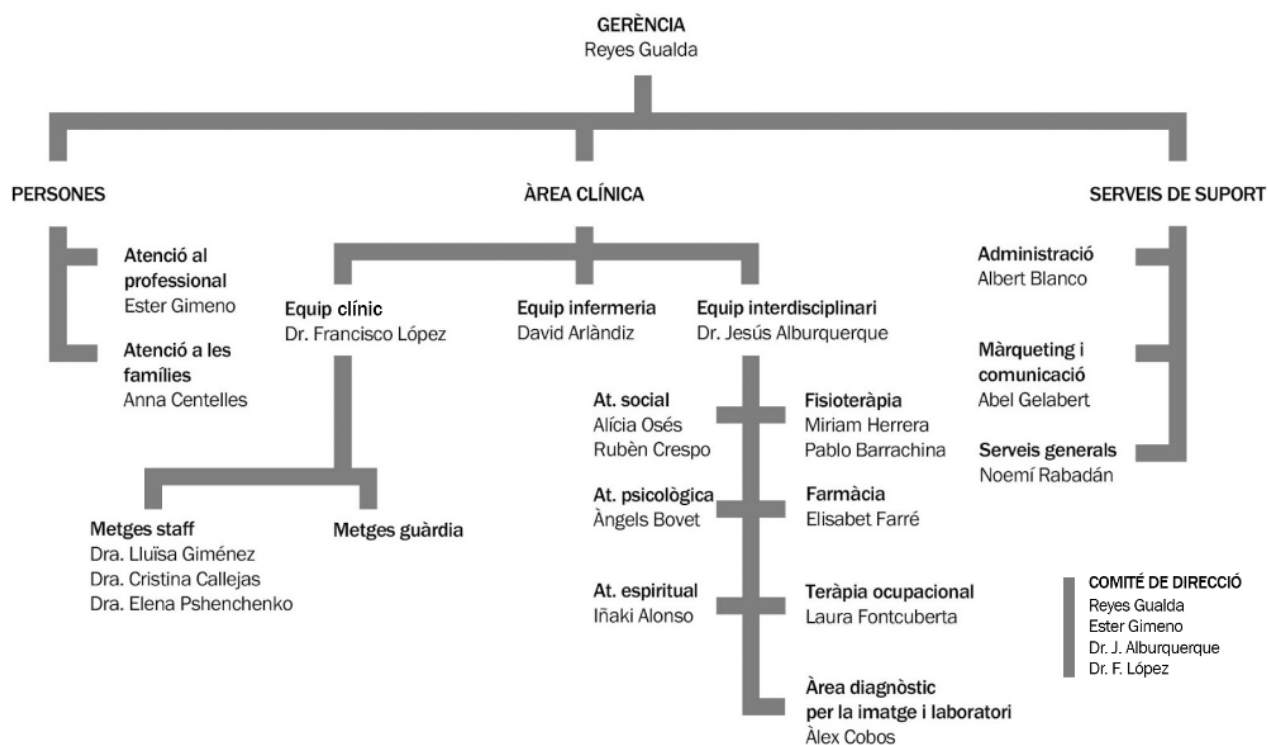 GERÈNCIA
Reyes Gualda
PERSONES
Atenció al
professional
Ester Gimeno
Atenció a les
famílies
Anna Centelles
ÀREA CLÍNICA
Equip clínic
Dr. Francisco López
Metges staff
Dra. Lluïsa Giménez
Dra. Cristina Callejas
Dra. Elena Pshenchenko
Metges guàrdia
Equip infermeria
David Arlàndiz
Equip interdisciplinari
Dr. Jesús Alburquerque
At. social
Alícia Osés
Rubèn Crespo
Fisioteràpia
Miriam Herrera
Pablo Barrachina
At. psicològica
Àngels Bovet
Farmàcia
Elisabet Farré
At. espiritual
Iñaki Alonso
Teràpia ocupacional
Laura Fontcuberta
Àrea diagnòstic
per la imatge i laboratori
Àlex Cobos
SERVEIS DE SUPORT
Administració
Albert Blanco
Màrqueting i
comunicació
Abel Gelabert
Serveis generals
Noemí Rabadán
COMITÉ DE DIRECCIÓ
Reyes Gualda
Ester Gimeno
Dr. J. Alburquerque
Dr. F. López